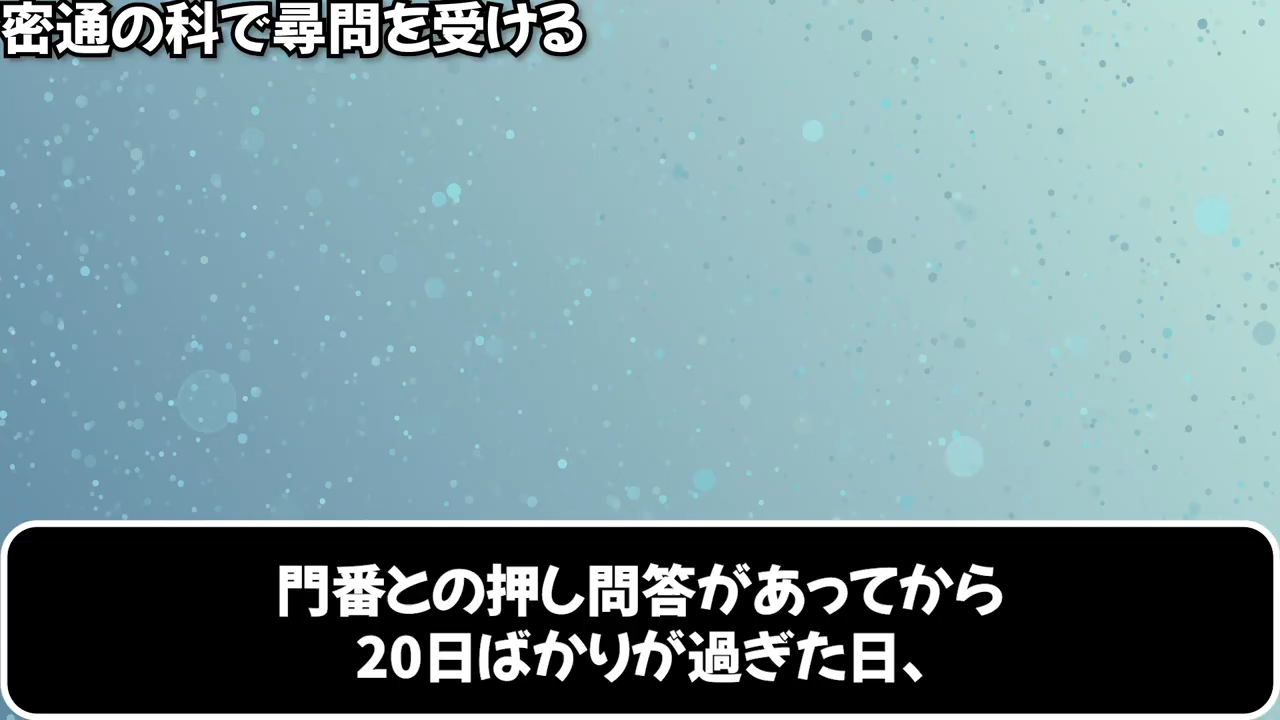 密通の科で尋問を受ける
門番との押し問答があってから
20日ばかりが過ぎた日、